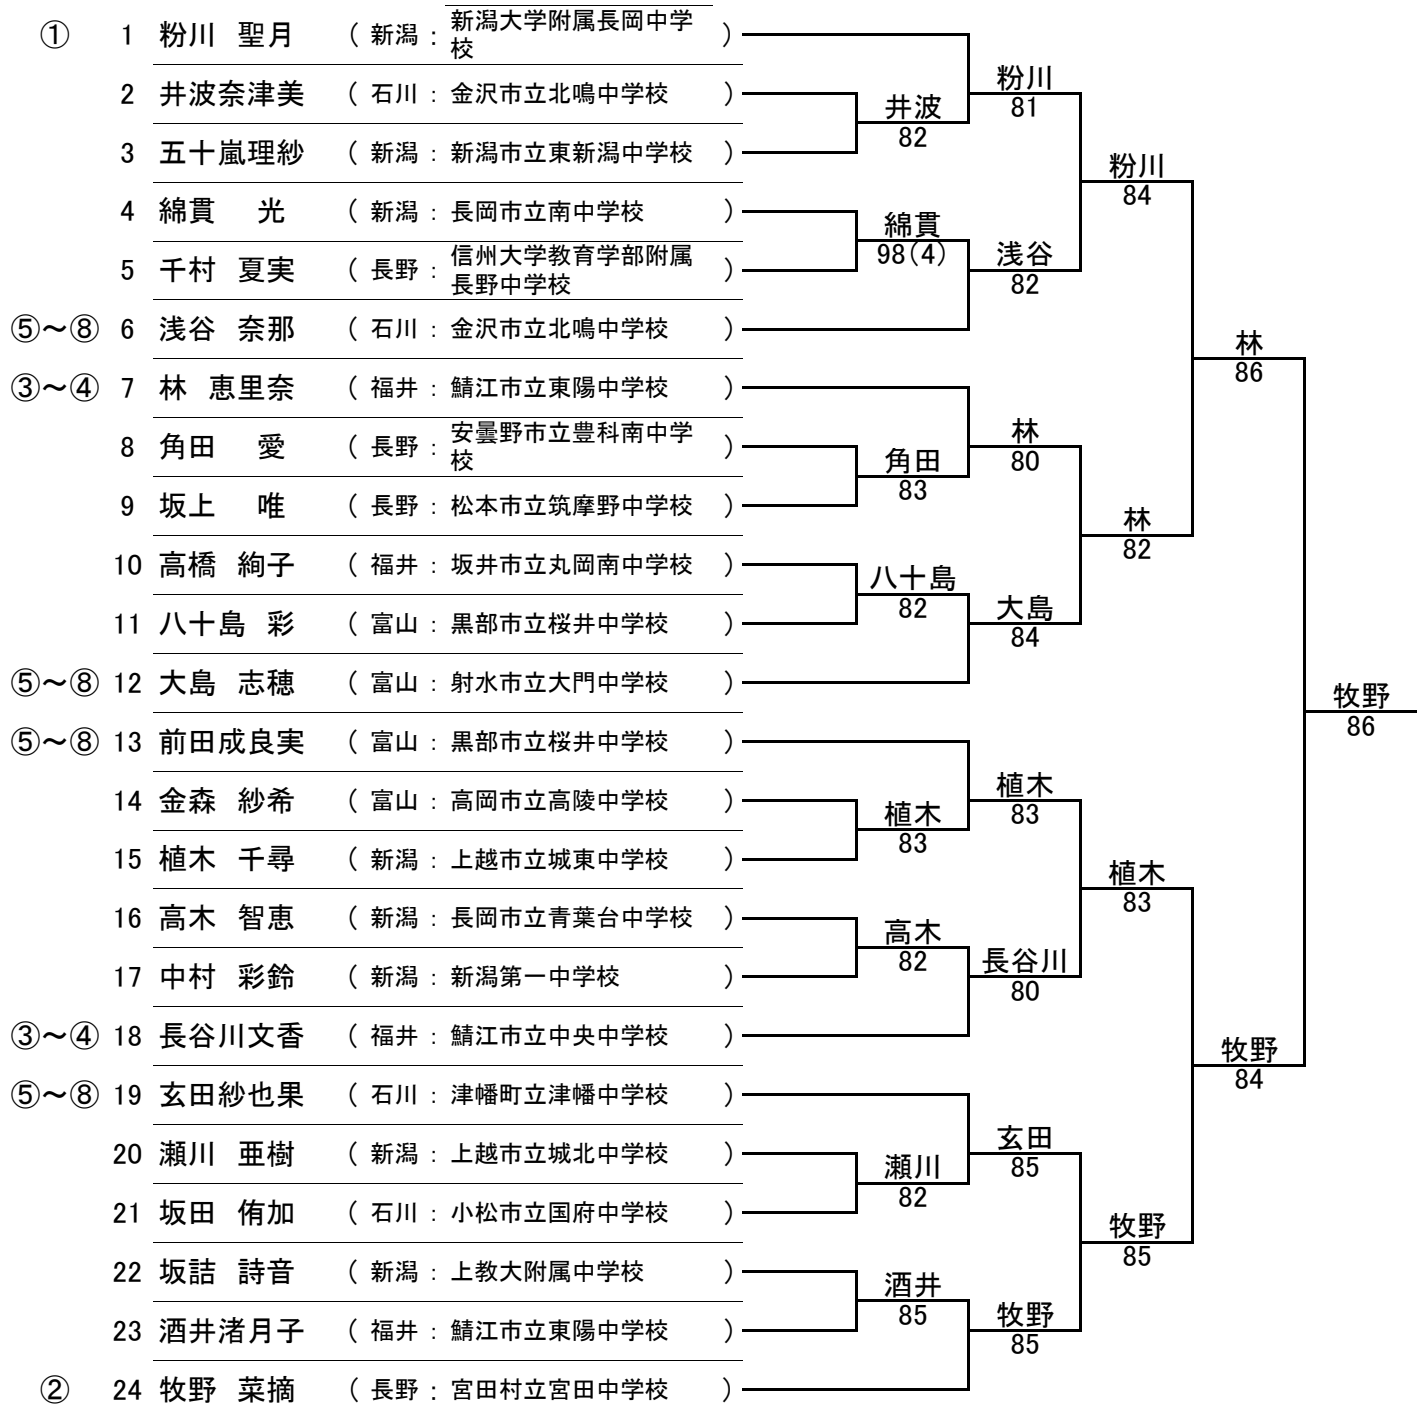 ① 1 粉川 聖月 ( 新潟 : 新潟大学附属長岡中学校 )
2 井波奈津美 ( 石川 : 金沢市立北鳴中学校 )
3 五十嵐理紗 ( 新潟 : 新潟市立東新潟中学校 )
4 綿貫 光 ( 新潟 : 長岡市立南中学校 )
5 千村 夏実 ( 長野 : 信州大学教育学部附属長野中学校 )
⑤〜⑧ 6 浅谷 奈那 ( 石川 : 金沢市立北鳴中学校 )
③〜④ 7 林 恵里奈 ( 福井 : 鯖江市立東陽中学校 )
8 角田 愛 ( 長野 : 安曇野市立豊科南中学校 )
9 坂上 唯 ( 長野 : 松本市立筑摩野中学校 )
10 高橋 絢子 ( 福井 : 坂井市立丸岡南中学校 )
11 八十島 彩 ( 富山 : 黒部市立桜井中学校 )
⑤〜⑧ 12 大島 志穂 ( 富山 : 射水市立大門中学校 )
⑤〜⑧ 13 前田成良実 ( 富山 : 黒部市立桜井中学校 )
14 金森 紗希 ( 富山 : 高岡市立高陵中学校 )
15 植木 千尋 ( 新潟 : 上越市立城東中学校 )
16 高木 智恵 ( 新潟 : 長岡市立青葉台中学校 )
17 中村 彩鈴 ( 新潟 : 新潟第一中学校 )
③〜④ 18 長谷川文香 ( 福井 : 鯖江市立中央中学校 )
⑤〜⑧ 19 玄田紗也果 ( 石川 : 津幡町立津幡中学校 )
20 瀬川 亜樹 ( 新潟 : 上越市立城北中学校 )
21 坂田 侑加 ( 石川 : 小松市立国府中学校 )
22 坂詰 詩音 ( 新潟 : 上教大附属中学校 )
23 酒井渚月子 ( 福井 : 鯖江市立東陽中学校 )
② 24 牧野 菜摘 ( 長野 : 宮田村立宮田中学校 )
井波
82
綿貫
98(4)
角田
83
八十島
82
植木
83
高木
82
瀬川
82
酒井
85
粉川
81
浅谷
82
林
80
大島
84
植木
83
長谷川
80
玄田
85
牧野
85
粉川
84
林
82
植木
83
牧野
85
林
86
牧野
84
牧野
86